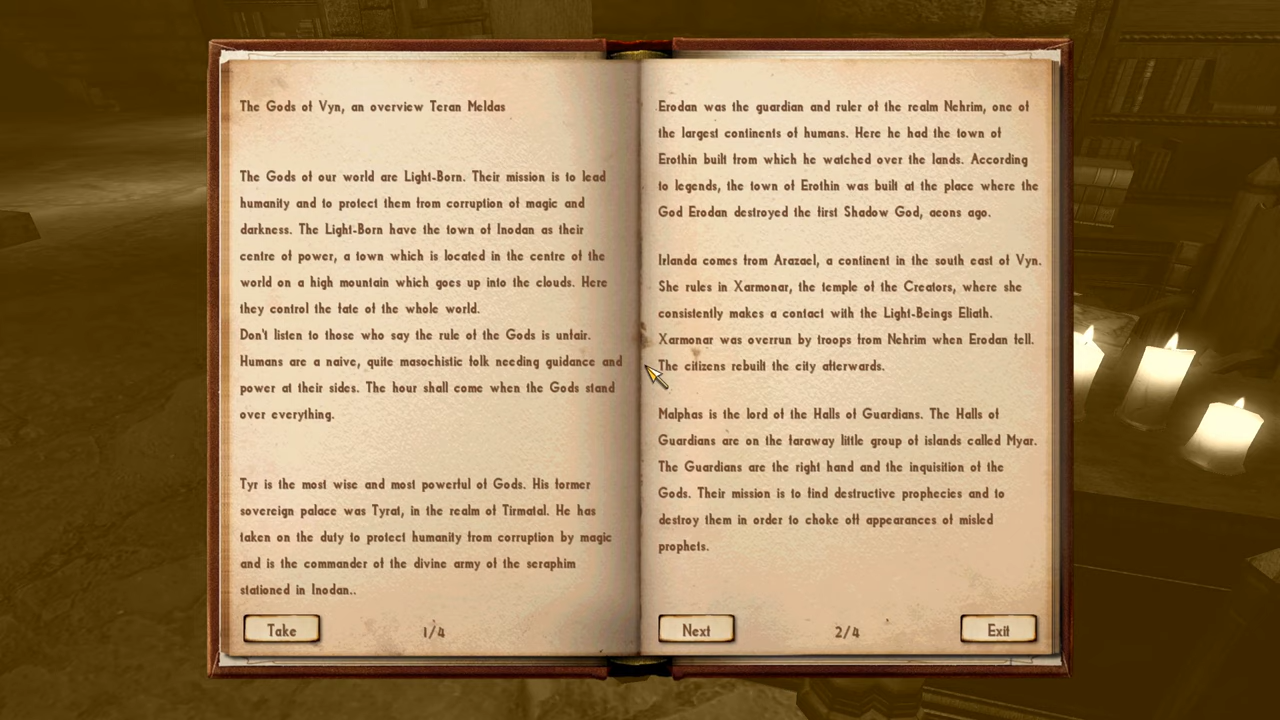 The Gods of Vyn, an overview Teran Meldas
The Gods of our world are Light-Born. Their mission is to lead
humanity and to protect them from corruption of magic and
darkness. The Light-Born have the town of Inodan as their
centre of power, a town which is located in the centre of the
world on a high mountain which goes up into the clouds. Here
they control the fate of the whole world.
Don't listen to those who say the rule of the Gods is unfair.
Humans are a naive, quite masochistic folk needing guidance and
power at their sides. The hour shall come when the Gods stand
over everything.
Tyr is the most wise and most powerful of Gods. His former
sovereign palace was Tyrat, in the realm of Tirmatal. He has
taken on the duty to protect humanity from corruption by magic
and is the commander of the divine army of the seraphim
stationed in Inodan..
Take
1/4
Erodan was the guardian and ruler of the realm Nehrim, one of
the largest continents of humans. Here he had the town of
Erothin built from which he watched over the lands. According
to legends, the town of Erothin was built at the place where the
God Erodan destroyed the first Shadow God, aeons ago.
Irlanda comes from Arazael, a continent in the south east of Vyn.
She rules in Xarmonar, the temple of the Creators, where she
consistently makes a contact with the Light-Beings Eliath.
Xarmonar was overrun by troops from Nehrim when Erodan fell.
The citizens rebuilt the city afterwards.
Malphas is the lord of the Halls of Guardians. The Halls of
Guardians are on the faraway little group of islands called Myar.
The Guardians are the right hand and the inquisition of the
Gods. Their mission is to find destructive prophecies and to
destroy them in order to choke off appearances of misled
prophets.
Next
2/4
Exit